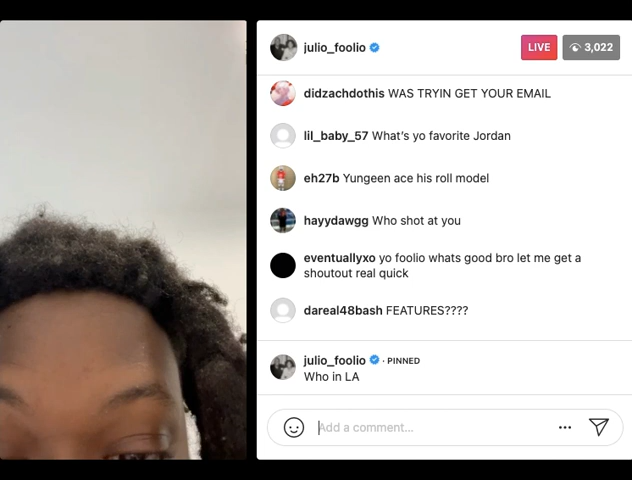 julio_foolio
LIVE
3,022
didzachdothis WAS TRYIN GET YOUR EMAIL
lil_baby_57 What's yo favorite Jordan
eh27b Yungeen ace his roll model
hayydawgg Who shot at you
eventuallyxo yo foolio whats good bro let me get a
shoutout real quick
dareal48bash FEATURES????
julio_foolio · PINNED
Who in LA
Add a comment...